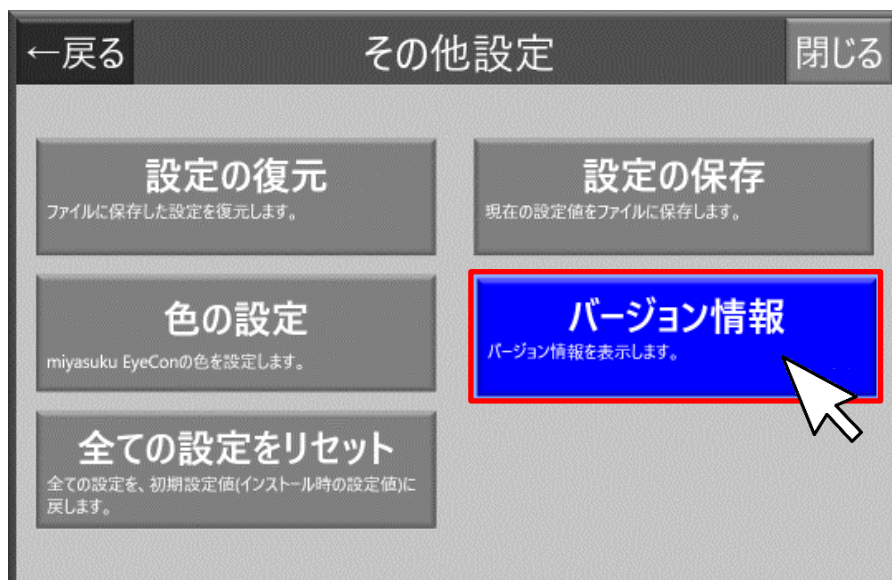 ←戻る その他設定 閉じる
設定の復元
ファイルに保存した設定を復元します。
設定の保存
現在の設定値をファイルに保存します。
色の設定
miyasuku EyeConの色を設定します。
バージョン情報
バージョン情報を表示します。
全ての設定をリセット
全ての設定を、初期設定値(インストール時の設定値)に
戻します。